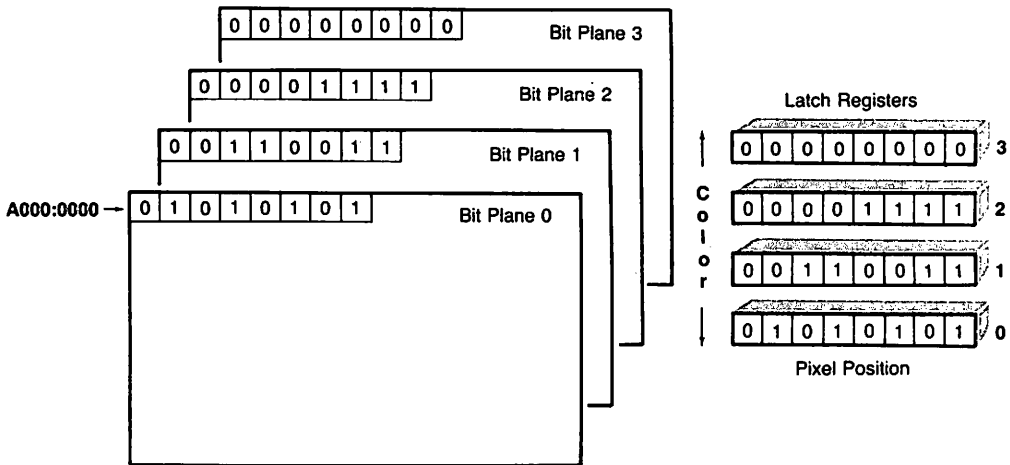 0 0 0 0 0 0 0 0
Bit Plane 3
0 0 0 0 1 1 1 1
Bit Plane 2
0 0 1 1 0 0 1 1
Bit Plane 1
A000:0000
0 1 0 1 0 1 0 1
Bit Plane 0
Latch Registers
Color
0 0 0 0 0 0 0 0 3
0 0 0 0 1 1 1 1 2
0 0 1 1 0 0 1 1 1
0 1 0 1 0 1 0 1 0
Pixel Position